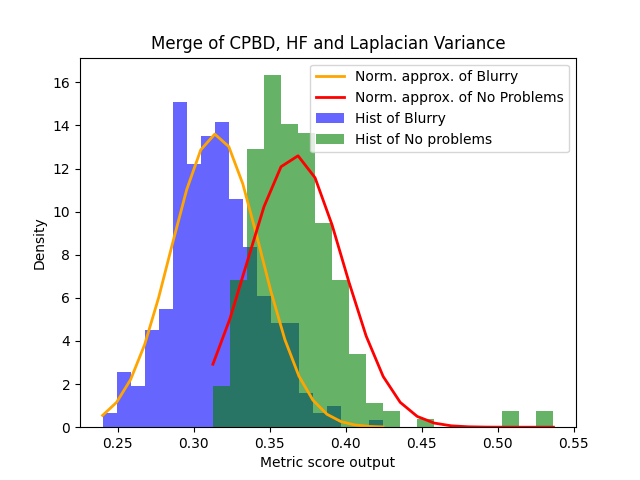 Merge of CPBD, HF and Laplacian Variance
Norm. approx. of Blurry
Norm. approx. of No Problems
Hist of Blurry
Hist of No problems
16
14
12
10
8
6
4
2
0
Density
0.25 0.30 0.35 0.40 0.45 0.50 0.55
Metric score output